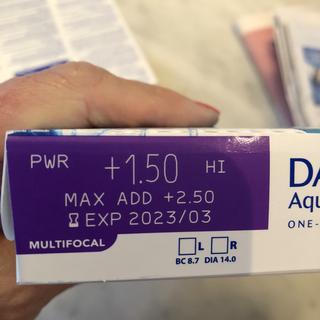 PWR +1.50 HI
MAX ADD +2.50
EXP 2023/03
MULTIFOCAL
L R
BC 8.7 DIA 14.0
DA
Aqu
ONE-